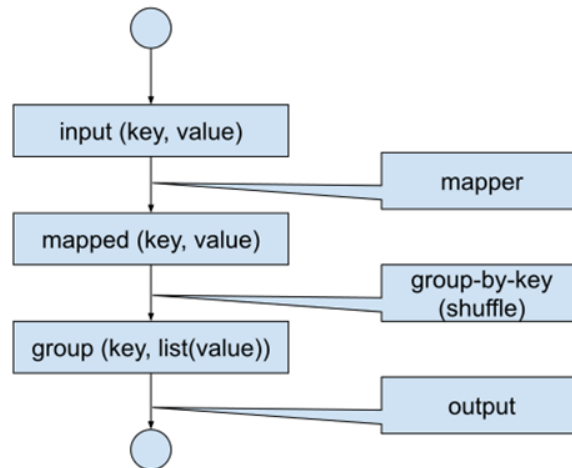 input (key, value)
mapper
mapped (key, value)
group-by-key
(shuffle)
group (key, list(value))
output